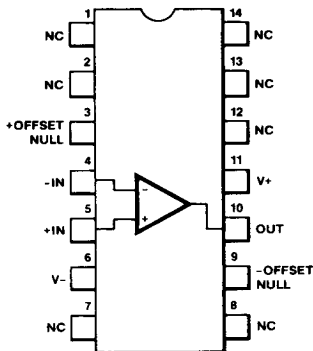 1 14
NC NC
2 13
NC NC
3 12
+OFFSET
NULL NC
4 11
-IN - V+
5 10
+IN + OUT
6 9
V- -OFFSET
NULL
7 8
NC NC